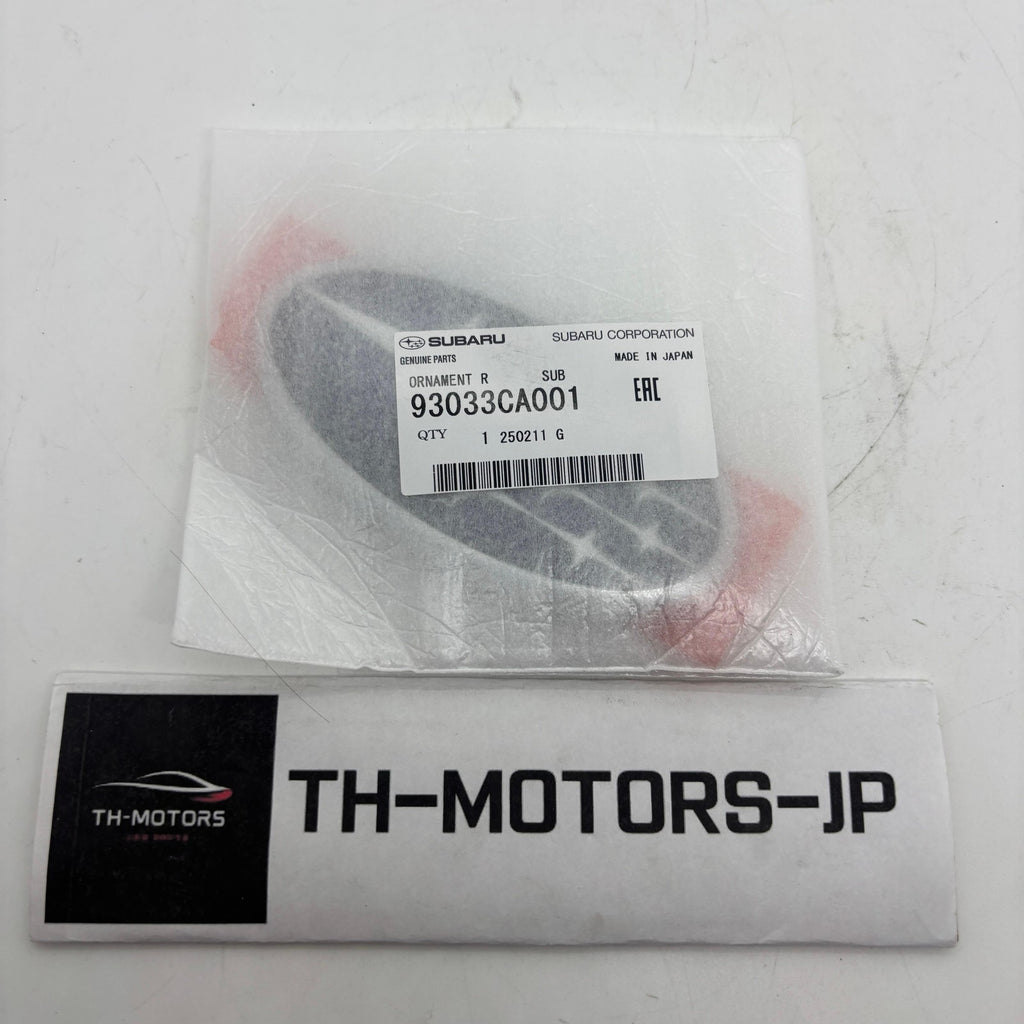 SUBARU
SUBARU CORPORATION
GENUINE PARTS
MADE IN JAPAN
ORNAMENT R SUB
93033CA001
EAC
QTY 1 250211 G
TH-MOTORS
TH-MOTORS-JP